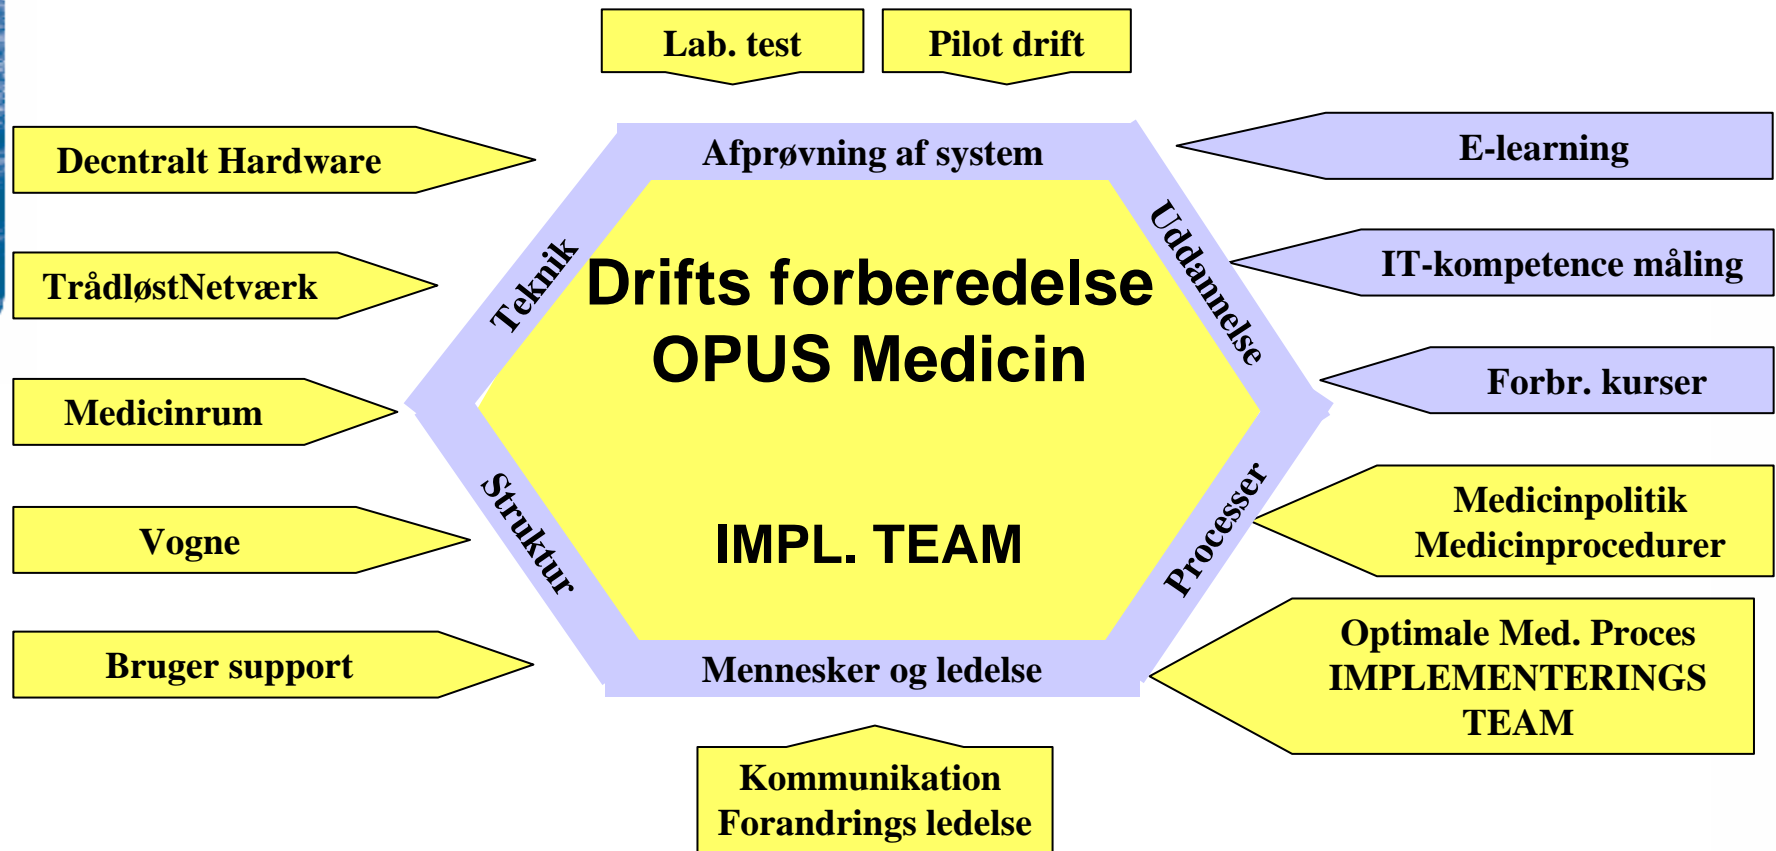 Lab. test
Pilot drift
Decntralt Hardware
Afprøvning af system
E-learning
Teknik
Uddannelse
TrådløstNetværk
Drifts forberedelse
OPUS Medicin
IT-kompetence måling
Medicinrum
Forbr. kurser
Vogne
Struktur
IMPL. TEAM
Processer
Medicinpolitik
Medicinprocedurer
Bruger support
Mennesker og ledelse
Optimale Med. Proces
IMPLEMENTERINGS
TEAM
Kommunikation
Forandrings ledelse